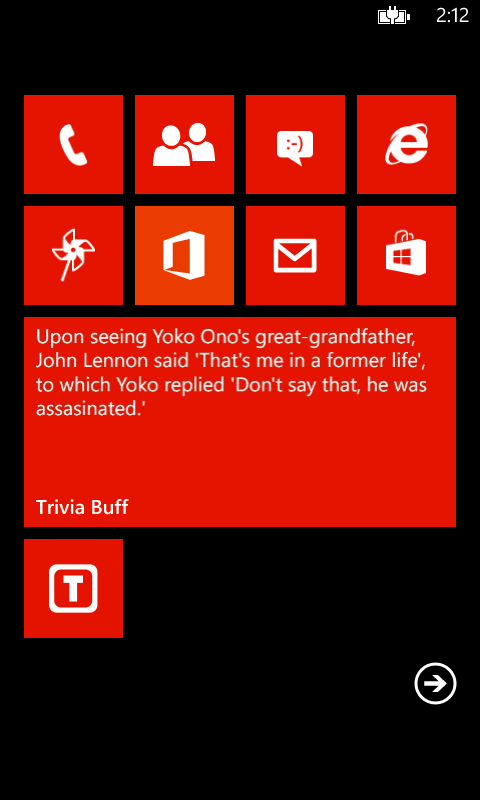 2:12
:-)
Upon seeing Yoko Ono's great-grandfather,
John Lennon said 'That's me in a former life',
to which Yoko replied 'Don't say that, he was
assasinated.'
Trivia Buff
T